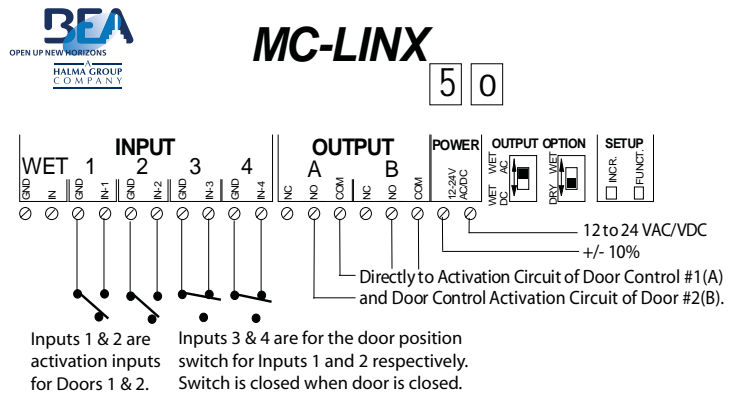 BEA
OPEN UP NEW HORIZONS
A
HALMA GROUP
COMPANY
MC-LINX
5 0
INPUT OUTPUT POWER OUTPUT OPTION SETUP
WET 1 2 3 4 A B
GND IN GND IN-1 GND IN-2 GND IN-3 GND IN-4 NC NO COM NC NO COM 12-24V AC/DC WET DC WET AC DRY WET INCR. FUNCT.
12 to 24 VAC/VDC
+/- 10%
Directly to Activation Circuit of Door Control #1(A)
and Door Control Activation Circuit of Door #2(B).
Inputs 1 & 2 are
activation inputs
for Doors 1 & 2.
Inputs 3 & 4 are for the door position
switch for Inputs 1 and 2 respectively.
Switch is closed when door is closed.